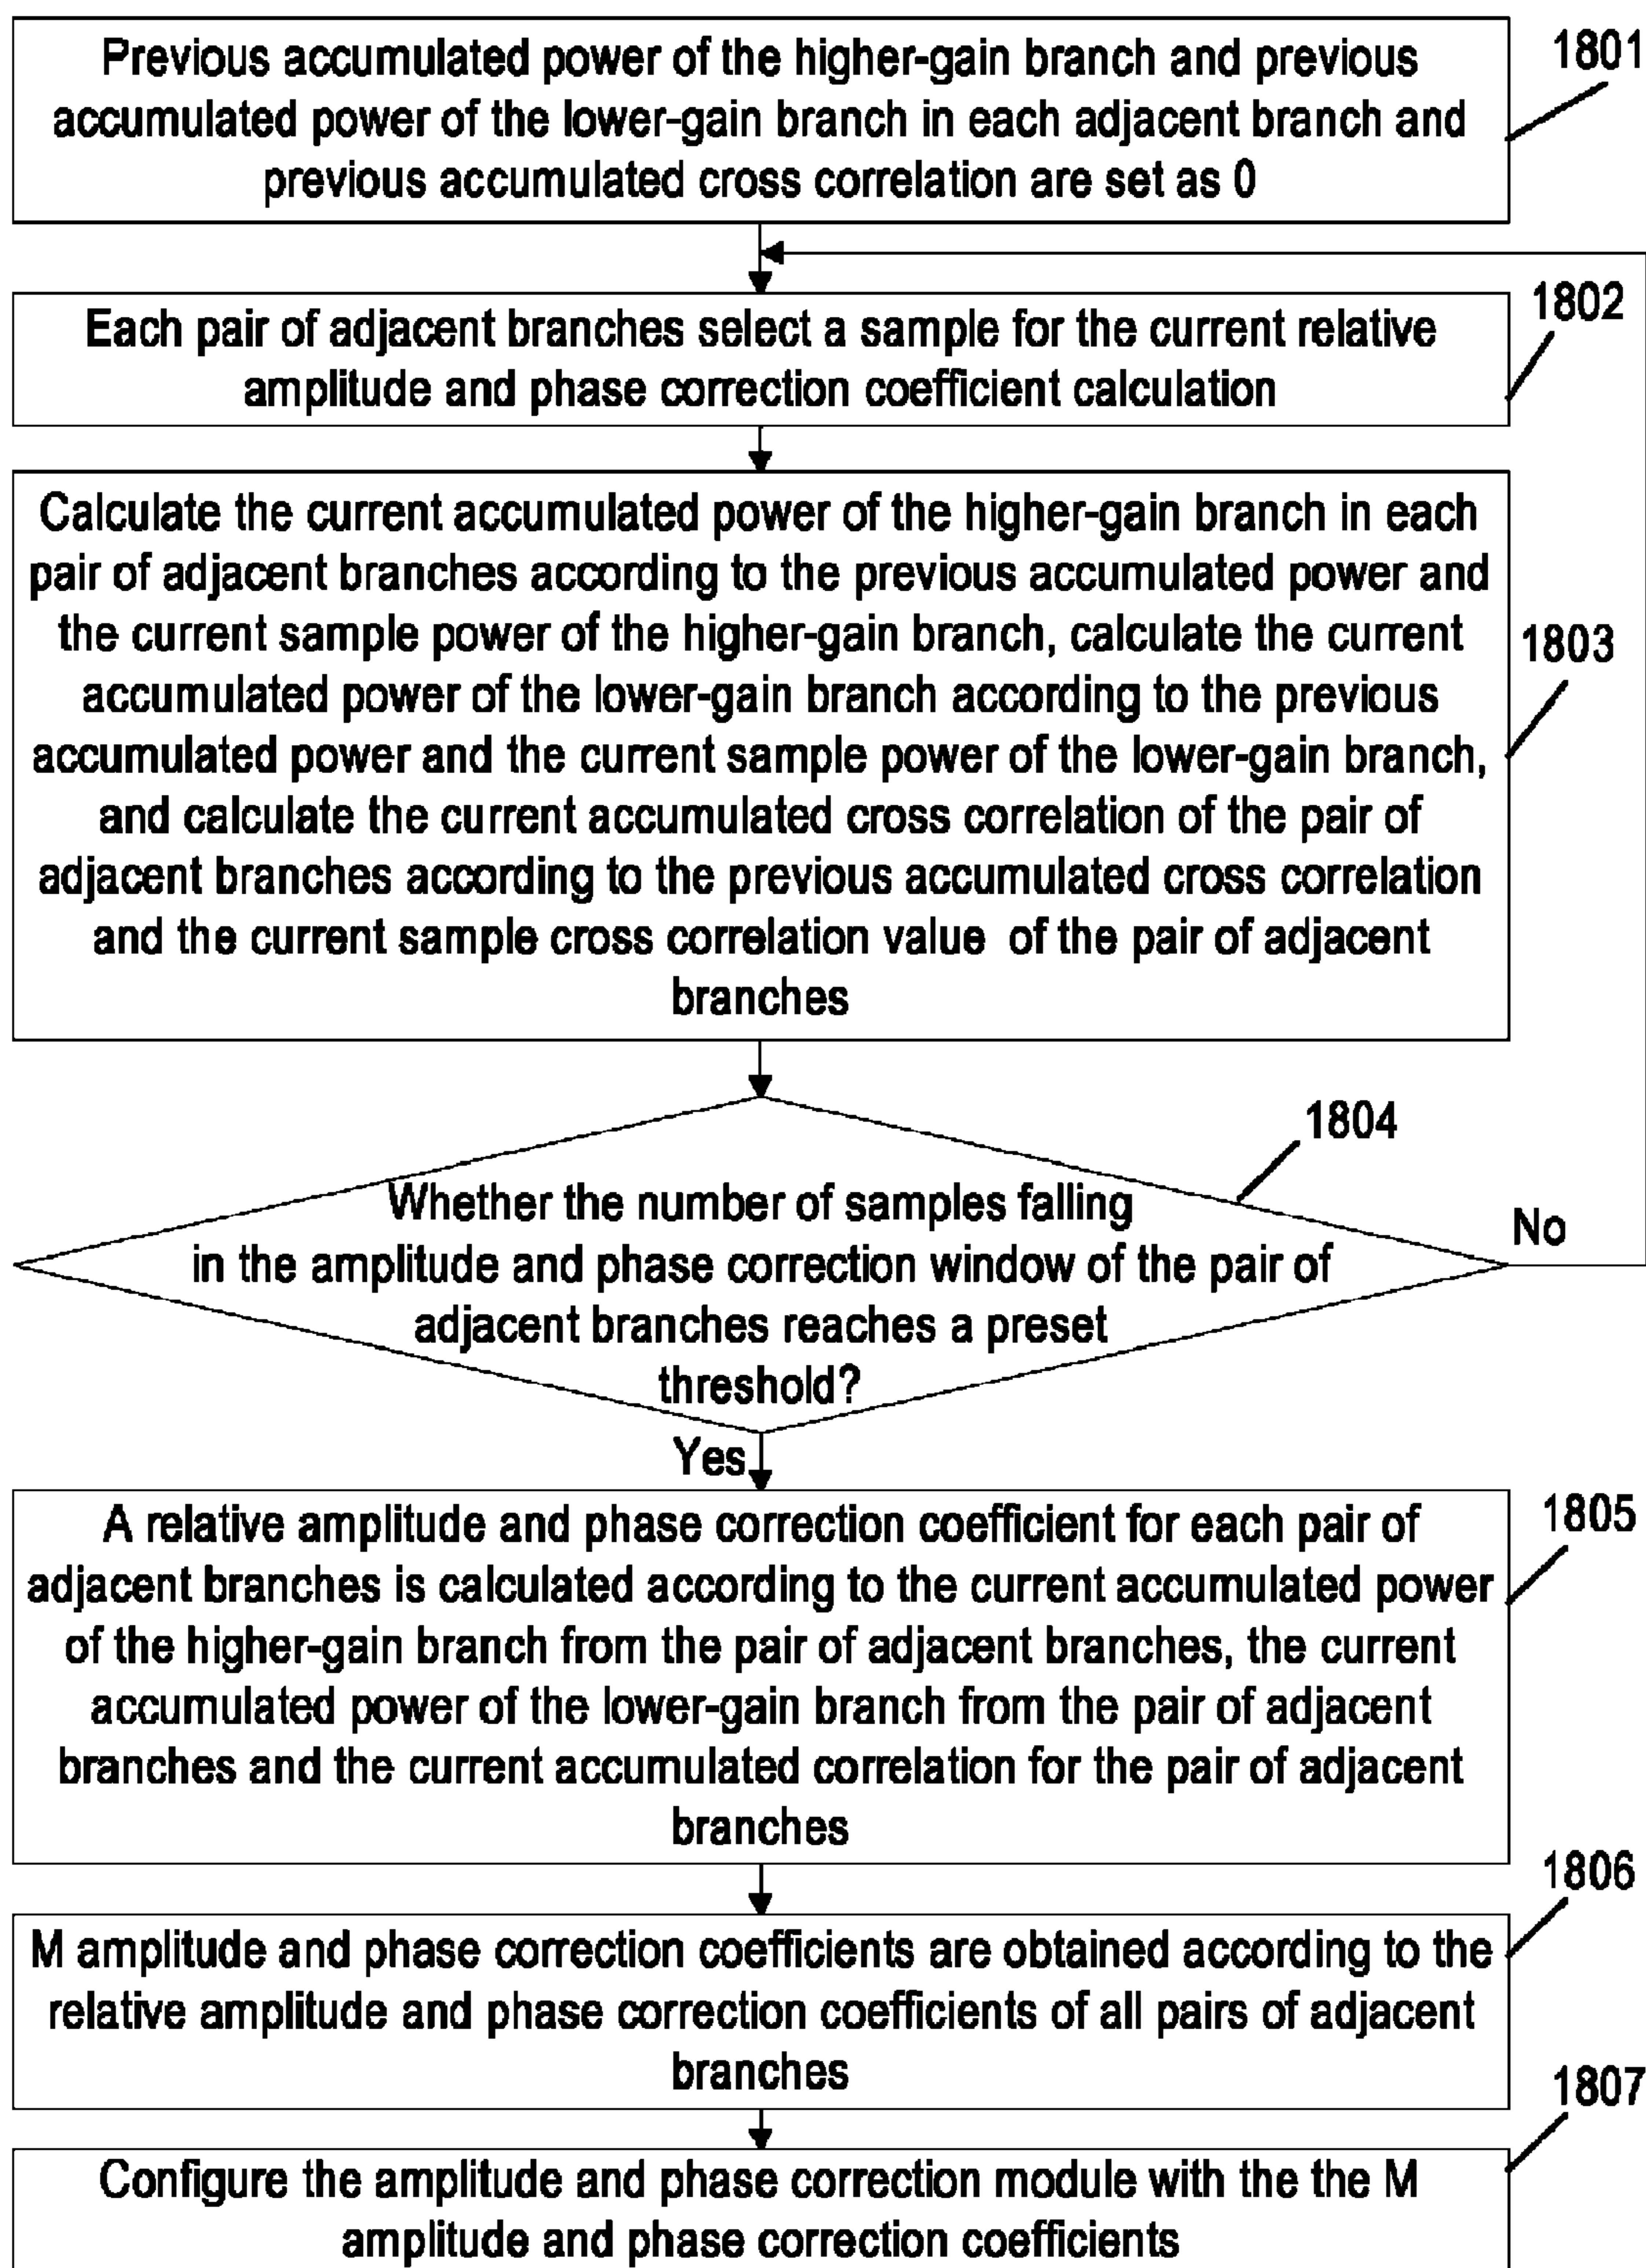 Previous accumulated power of the higher-gain branch and previous
accumulated power of the lower-gain branch in each adjacent branch and
previous accumulated cross correlation are set as 0
1801
Each pair of adjacent branches select a sample for the current relative
amplitude and phase correction coefficient calculation
1802
Calculate the current accumulated power of the higher-gain branch in each
pair of adjacent branches according to the previous accumulated power and
the current sample power of the higher-gain branch, calculate the current
accumulated power of the lower-gain branch according to the previous
accumulated power and the current sample power of the lower-gain branch,
and calculate the current accumulated cross correlation of the pair of
adjacent branches according to the previous accumulated cross correlation
and the current sample cross correlation value of the pair of adjacent
branches
1803
1804
Whether the number of samples falling
in the amplitude and phase correction window of the pair of
adjacent branches reaches a preset
threshold?
No
Yes
A relative amplitude and phase correction coefficient for each pair of
adjacent branches is calculated according to the current accumulated power
of the higher-gain branch from the pair of adjacent branches, the current
accumulated power of the lower-gain branch from the pair of adjacent
branches and the current accumulated correlation for the pair of adjacent
branches
1805
M amplitude and phase correction coefficients are obtained according to the
relative amplitude and phase correction coefficients of all pairs of adjacent
branches
1806
Configure the amplitude and phase correction module with the the M
amplitude and phase correction coefficients
1807